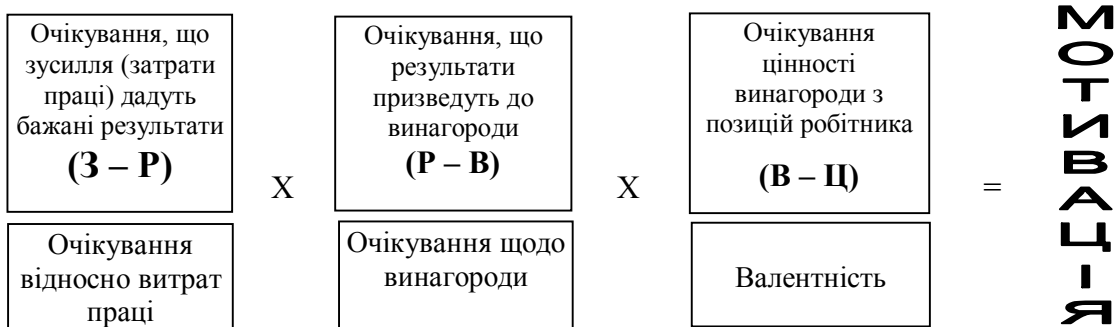 Очікування, що
зусилля (затрати
праці) дадуть
бажані результати
(З – Р)
Х
Очікування, що
результати
призведуть до
винагороди
(Р – В)
Х
Очікування
цінності
винагороди з
позицій робітника
(В – Ц)
=
МОТИВАЦІЯ
Очікування
відносно витрат
праці
Очікування щодо
винагороди
Валентність